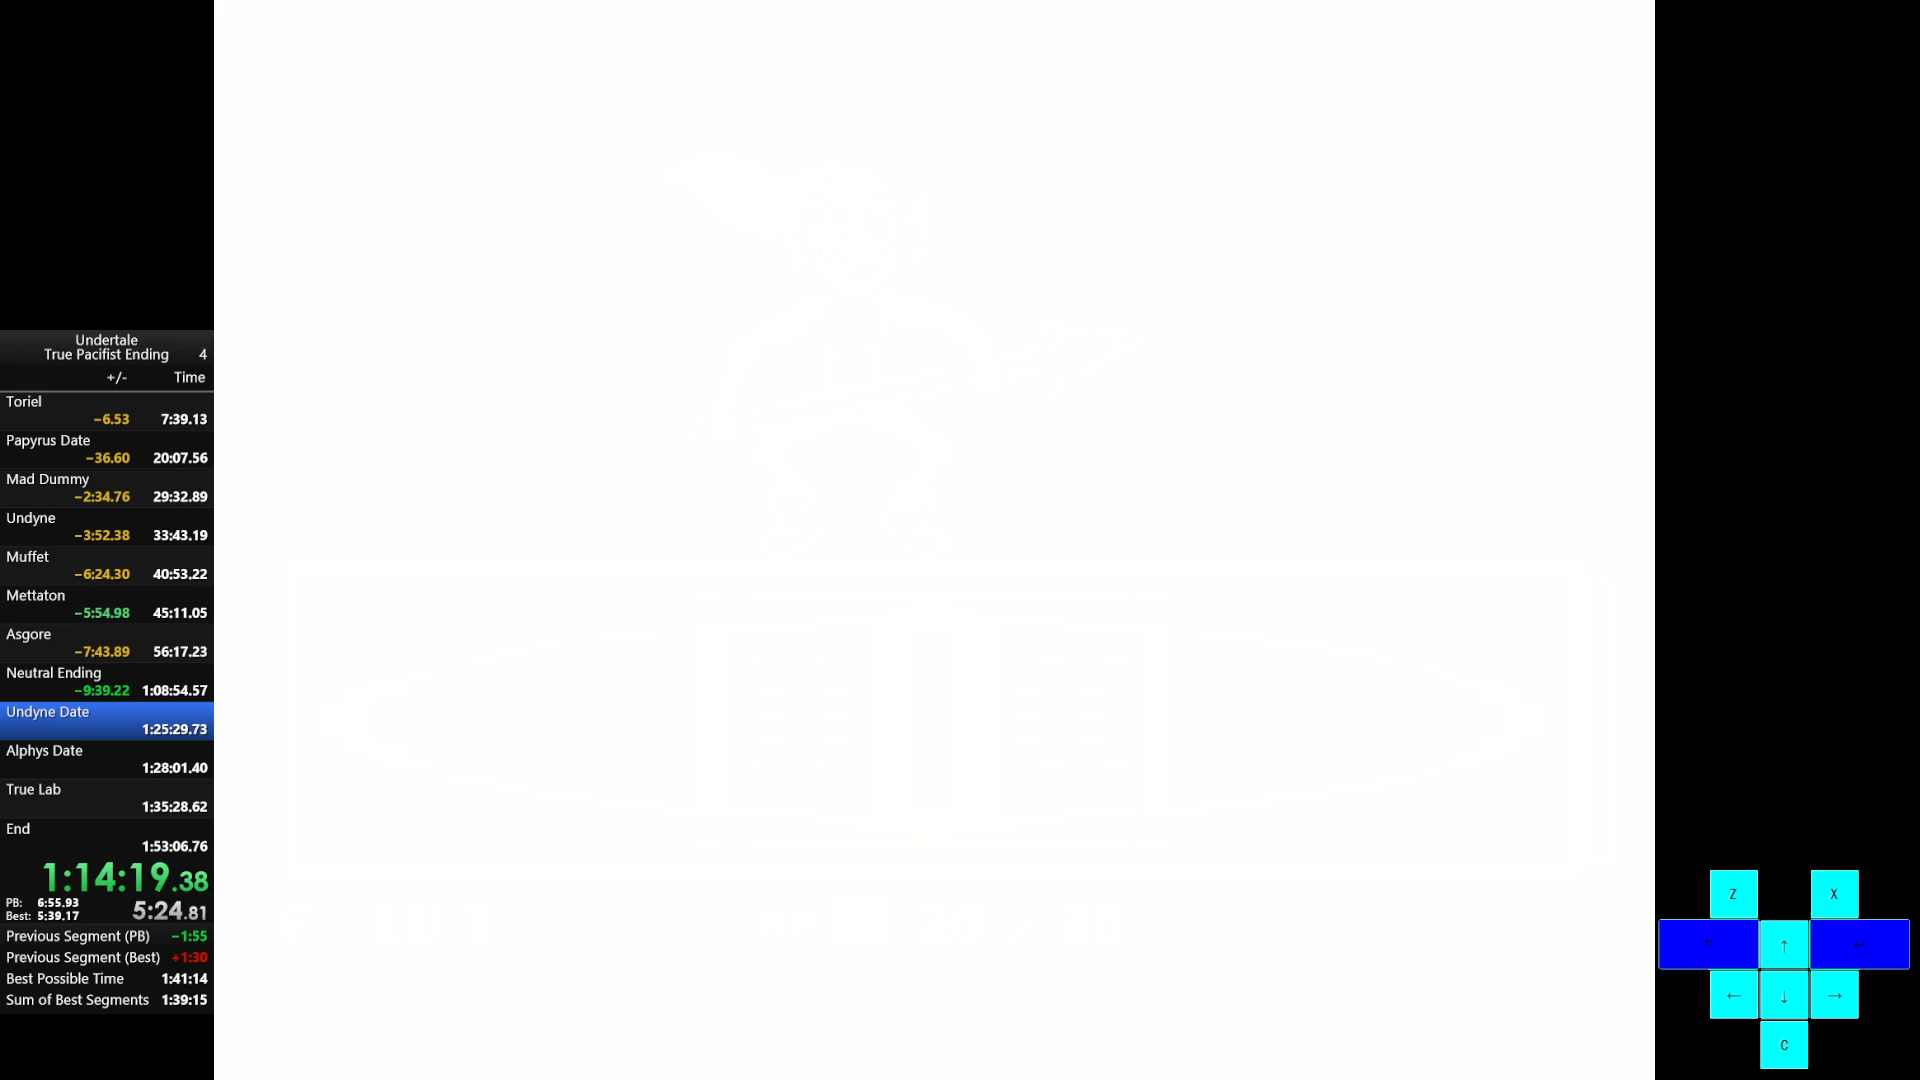 Undertale
True Pacifist Ending 4
+/- Time
Toriel
−6.53 7:39.13
Papyrus Date
−36.60 20:07.56
Mad Dummy
−2:34.76 29:32.89
Undyne
−3:52.38 33:43.19
Muffet
−6:24.30 40:53.22
Mettaton
−5:54.98 45:11.05
Asgore
−7:43.89 56:17.23
Neutral Ending
−9:39.22 1:08:54.57
Undyne Date
1:25:29.73
Alphys Date
1:28:01.40
True Lab
1:35:28.62
End
1:53:06.76
1:14:19.38
PB: 6:55.93
Best: 5:39.17
5:24.81
Previous Segment (PB) −1:55
Previous Segment (Best) +1:30
Best Possible Time 1:41:14
Sum of Best Segments 1:39:15
Z X
↑
← ↓ →
C